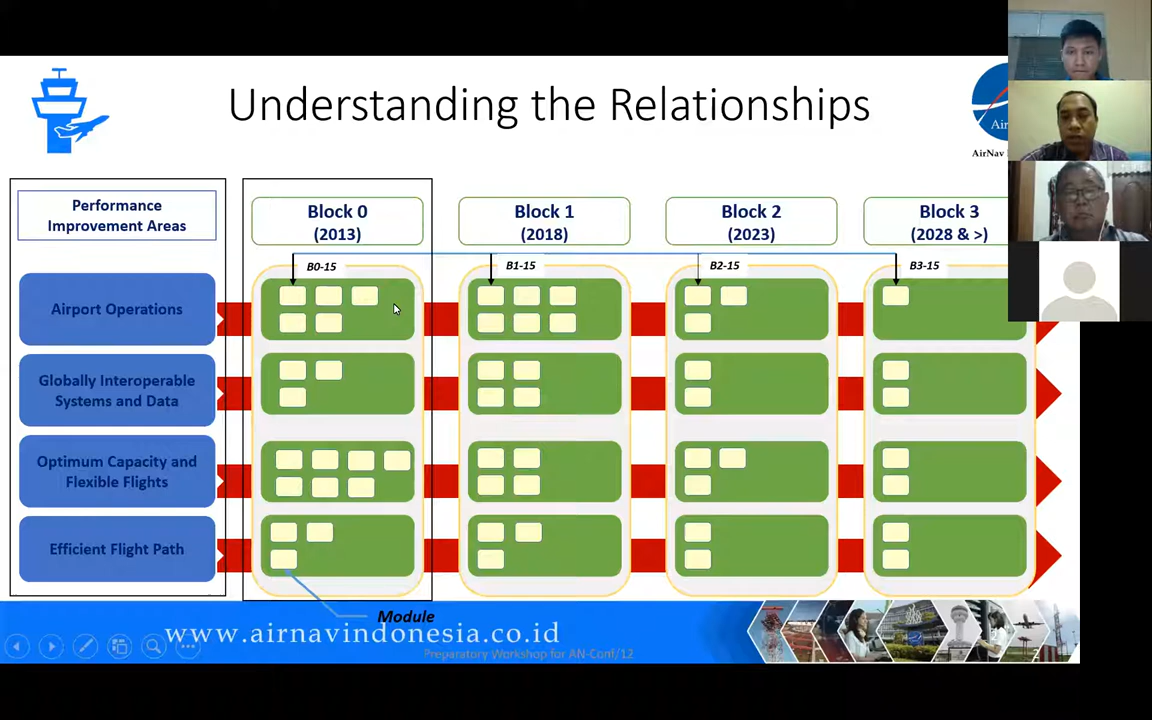 Understanding the Relationships
Air
AirNav
Performance
Improvement Areas
Block 0
(2013)
Block 1
(2018)
Block 2
(2023)
Block 3
(2028 & >)
B0-15
B1-15
B2-15
B3-15
Airport Operations
Globally Interoperable
Systems and Data
Optimum Capacity and
Flexible Flights
Efficient Flight Path
Module
www.airnavindonesia.co.id
Preparatory Workshop for AN-Conf/12